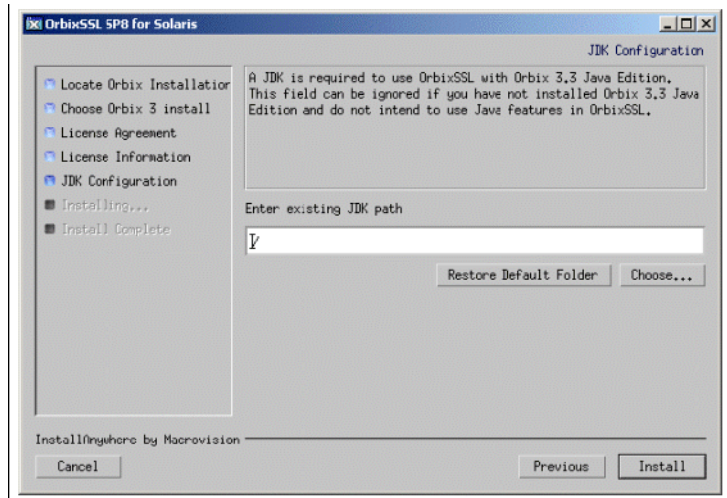 OrbixSSL 5P8 for Solaris
JDK Configuration
Locate Orbix Installation
Choose Orbix 3 install
License Agreement
License Information
JDK Configuration
Installing...
Install Complete
A JDK is required to use OrbixSSL with Orbix 3.3 Java Edition.
This field can be ignored if you have not installed Orbix 3.3 Java
Edition and do not intend to use Java features in OrbixSSL.
Enter existing JDK path
/
Restore Default Folder
Choose...
InstallAnywhere by Macrovision
Cancel
Previous
Install